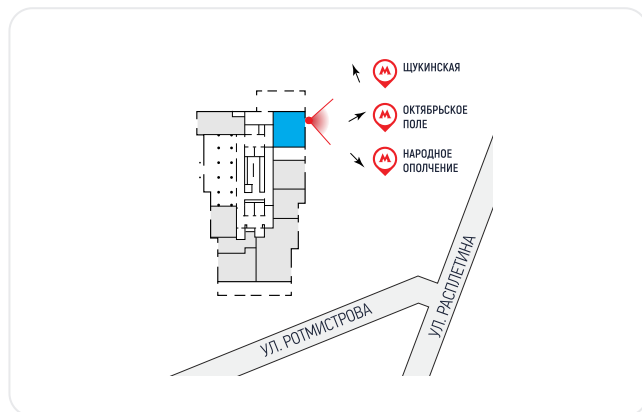 ЩУКИНСКАЯ
ОКТЯБРЬСКОЕ
ПОЛЕ
НАРОДНОЕ
ОПОЛЧЕНИЕ
УЛ. РОТМИСТРОВА
УЛ. РАСПЛЕТИНА